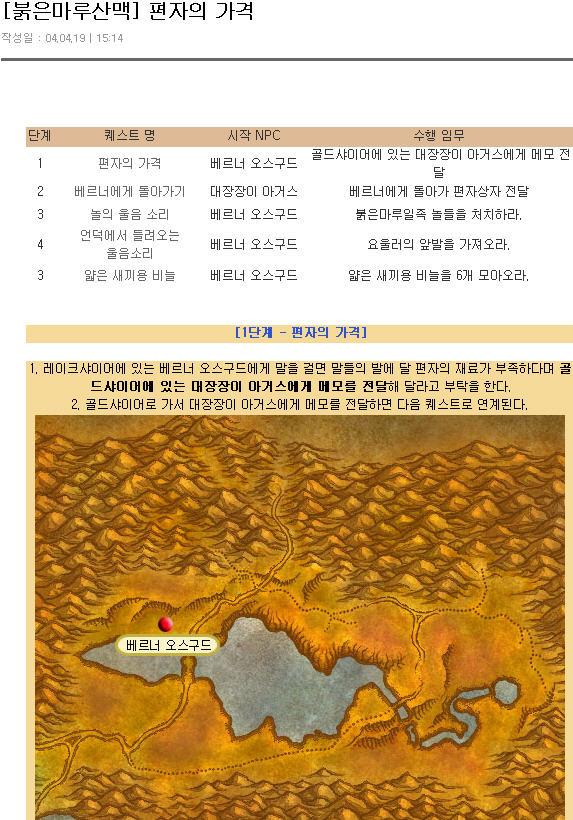 [붉은마루산맥] 편자의 가격
작성일 : 04.04.19 | 15:14
단계 퀘스트 명 시작 NPC 수행 임무
1 편자의 가격 베르너 오스구드 골드샤이어에 있는 대장장이 아거스에게 메모 전
달
2 베르너에게 돌아가기 대장장이 아거스 베르너에게 돌아가 편자상자 전달
3 놀의 울음 소리 베르너 오스구드 붉은마루일족 놀들을 처치하라.
4 언덕에서 들려오는
울음소리 베르너 오스구드 요울러의 앞발을 가져오라.
3 얇은 새끼용 비늘 베르너 오스구드 얇은 새끼용 비늘을 6개 모아오라.
[1단계 - 편자의 가격]
1. 레이크샤이어에 있는 베르너 오스구드에게 말을 걸면 말들의 발에 달 편자의 재료가 부족하다며 골
드샤이어에 있는 대장장이 아거스에게 메모를 전달해 달라고 부탁을 한다.
2. 골드샤이어로 가서 대장장이 아거스에게 메모를 전달하면 다음 퀘스트로 연계된다.
베르너 오스구드